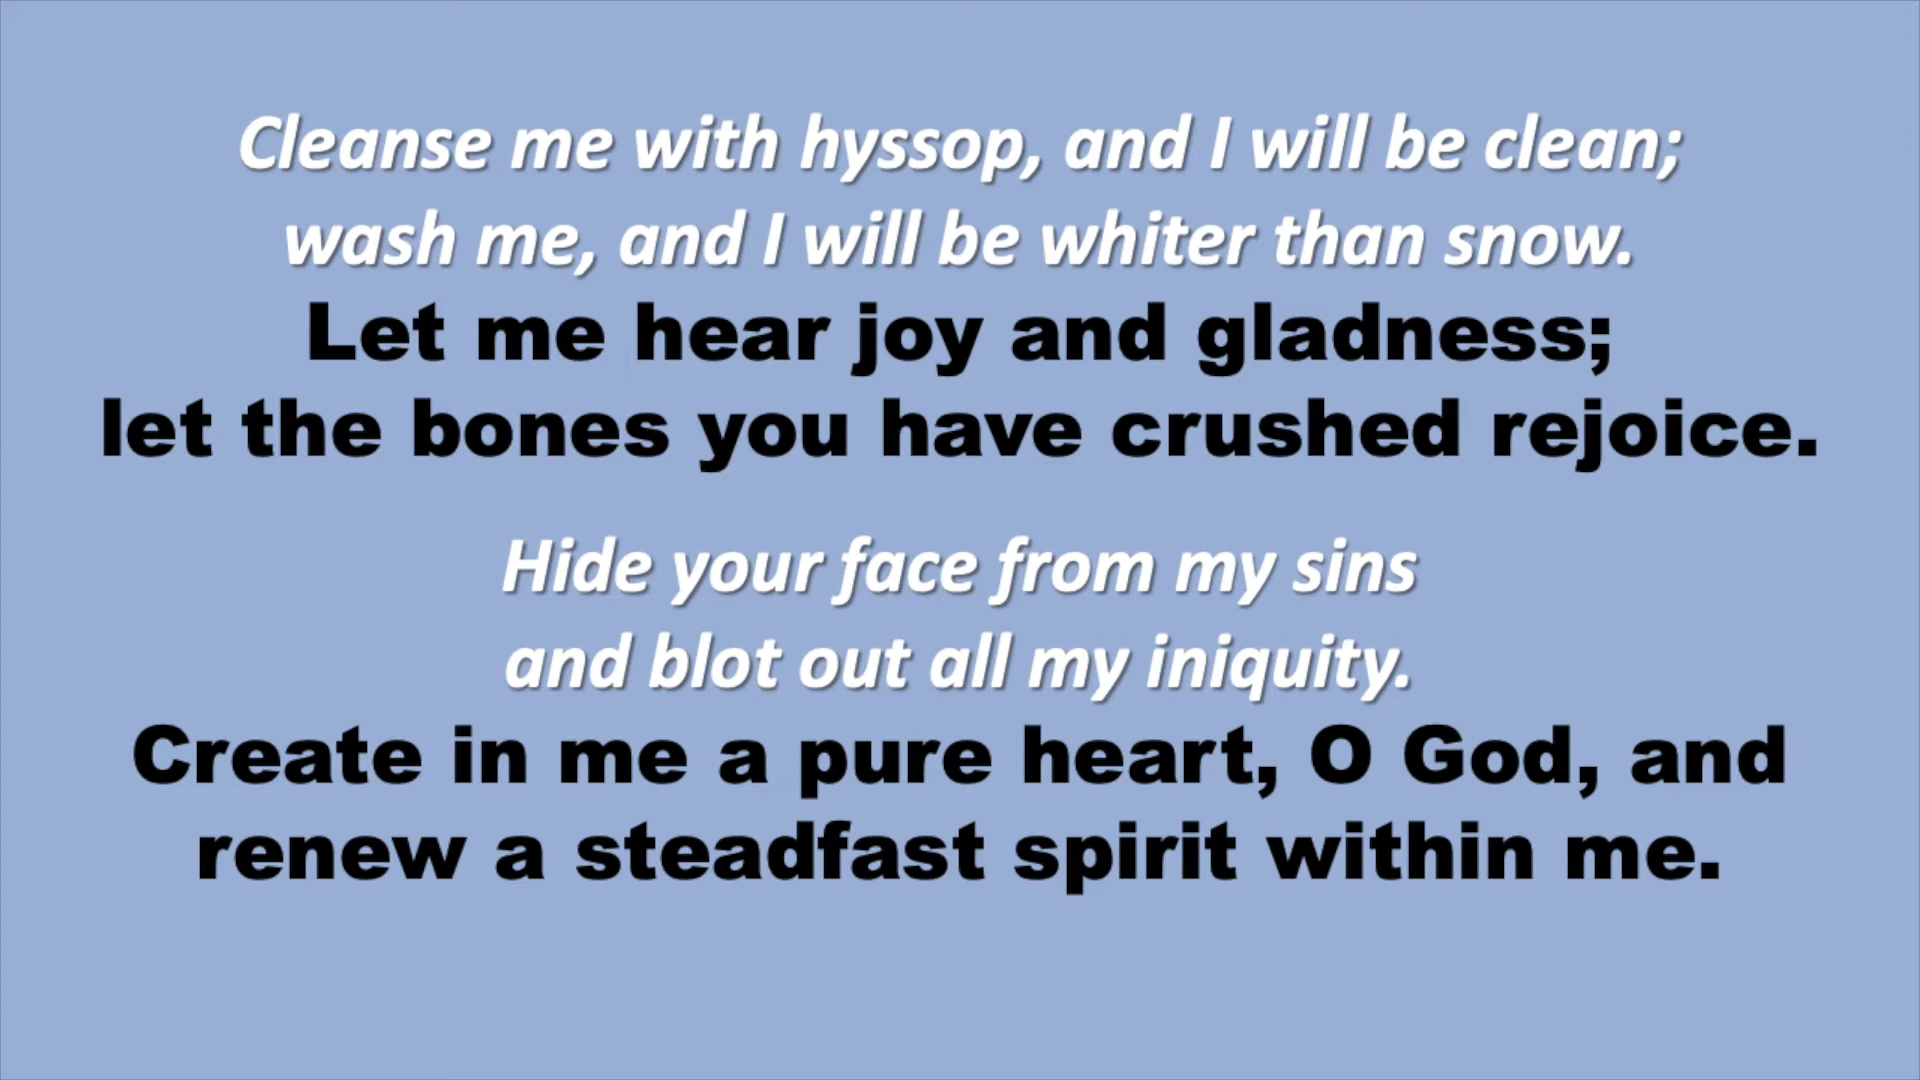 Cleanse me with hyssop, and I will be clean;
wash me, and I will be whiter than snow.
Let me hear joy and gladness;
let the bones you have crushed rejoice.
Hide your face from my sins
and blot out all my iniquity.
Create in me a pure heart, O God, and
renew a steadfast spirit within me.